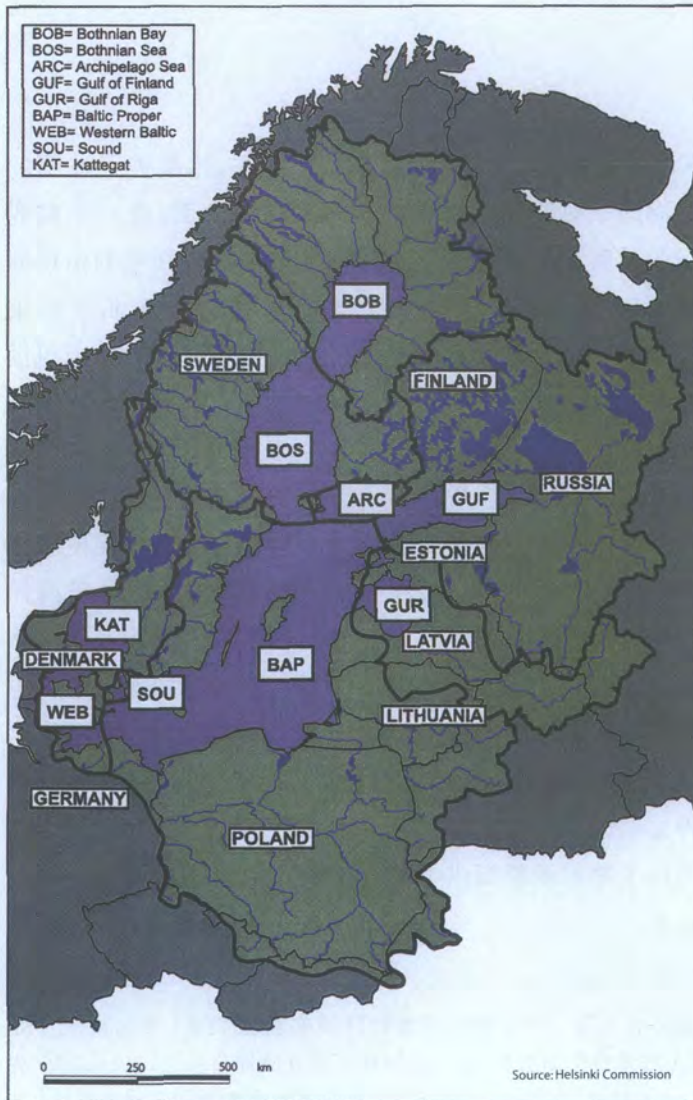 BOB= Bothnian Bay
BOS= Bothnian Sea
ARC= Archipelago Sea
GUF= Gulf of Finland
GUR= Gulf of Riga
BAP= Baltic Proper
WEB= Western Baltic
SOU= Sound
KAT= Kattegat
BOB
SWEDEN
FINLAND
BOS
RUSSIA
ARC
GUF
ESTONIA
GUR
KAT
LATVIA
DENMARK
BAP
SOU
WEB
LITHUANIA
GERMANY
POLAND
0 250 500 km
Source: Helsinki Commission